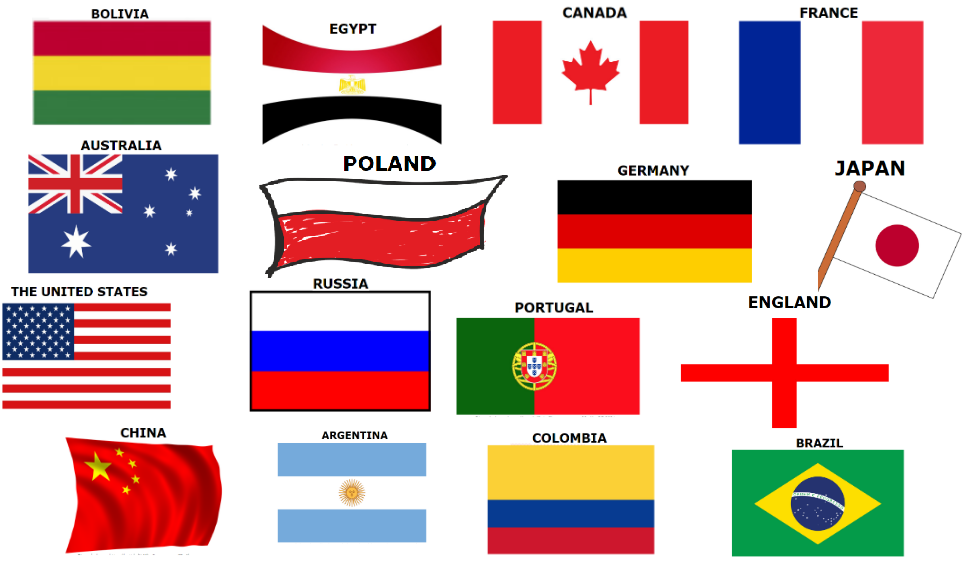 BOLIVIA
EGYPT
CANADA
FRANCE
AUSTRALIA
POLAND
GERMANY
JAPAN
THE UNITED STATES
RUSSIA
PORTUGAL
ENGLAND
CHINA
ARGENTINA
COLOMBIA
BRAZIL